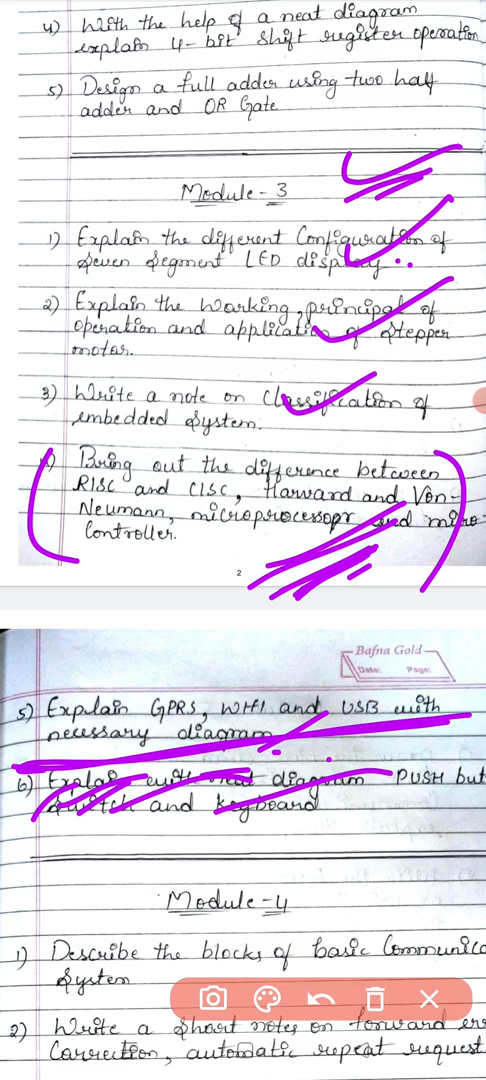 4) With the help of a neat diagram
explain 4-bit shift register operation
5) Design a full adder using two half
adder and OR Gate
Module-3
1) Explain the different Configuration of
Seven Segment LED display
2) Explain the Working, principal of
operation and application of Stepper
motor.
3) Write a note on Classification of
embedded System.
Bring out the difference between
RISC and CISC, Harward and Von-
Neumann, microprocessopr and micro-
Controller.
2
Bafna Gold
Date: Page:
5) Explain GPRS, WIFI and USB with
necessary diagram
6) Explain with neat diagram PUSH but
Switch and keyboard
Module-4
1) Describe the blocks of basic Communica
System
2) Write a Short notes on forward err
Correction, automatic repeat request